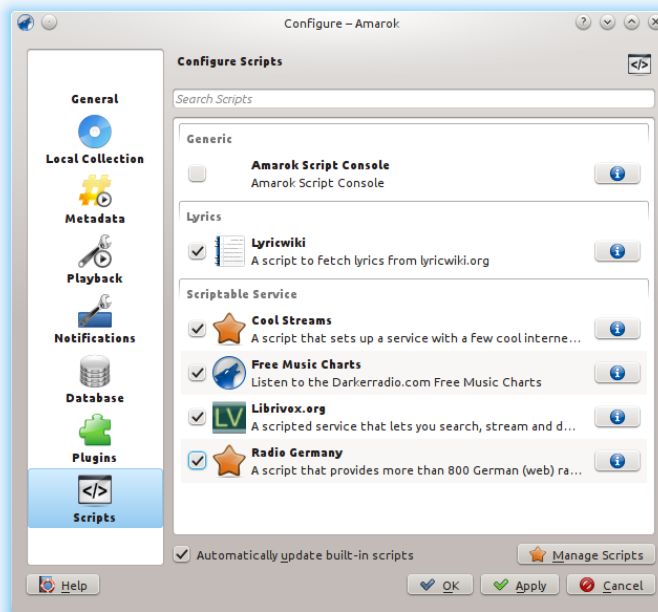 Configure – Amarok
Configure Scripts
</>
Search Scripts
General
Local Collection
Metadata
Playback
Notifications
Database
Plugins
</>
Scripts
Generic
Amarok Script Console
Amarok Script Console
Lyrics
Lyricwiki
A script to fetch lyrics from lyricwiki.org
Scriptable Service
Cool Streams
A script that sets up a service with a few cool interne...
Free Music Charts
Listen to the Darkerradio.com Free Music Charts
LV
Librivox.org
A scripted service that lets you search, stream and d...
Radio Germany
A script that provides more than 800 German (web) ra...
Automatically update built-in scripts
Manage Scripts
Help
OK
Apply
Cancel